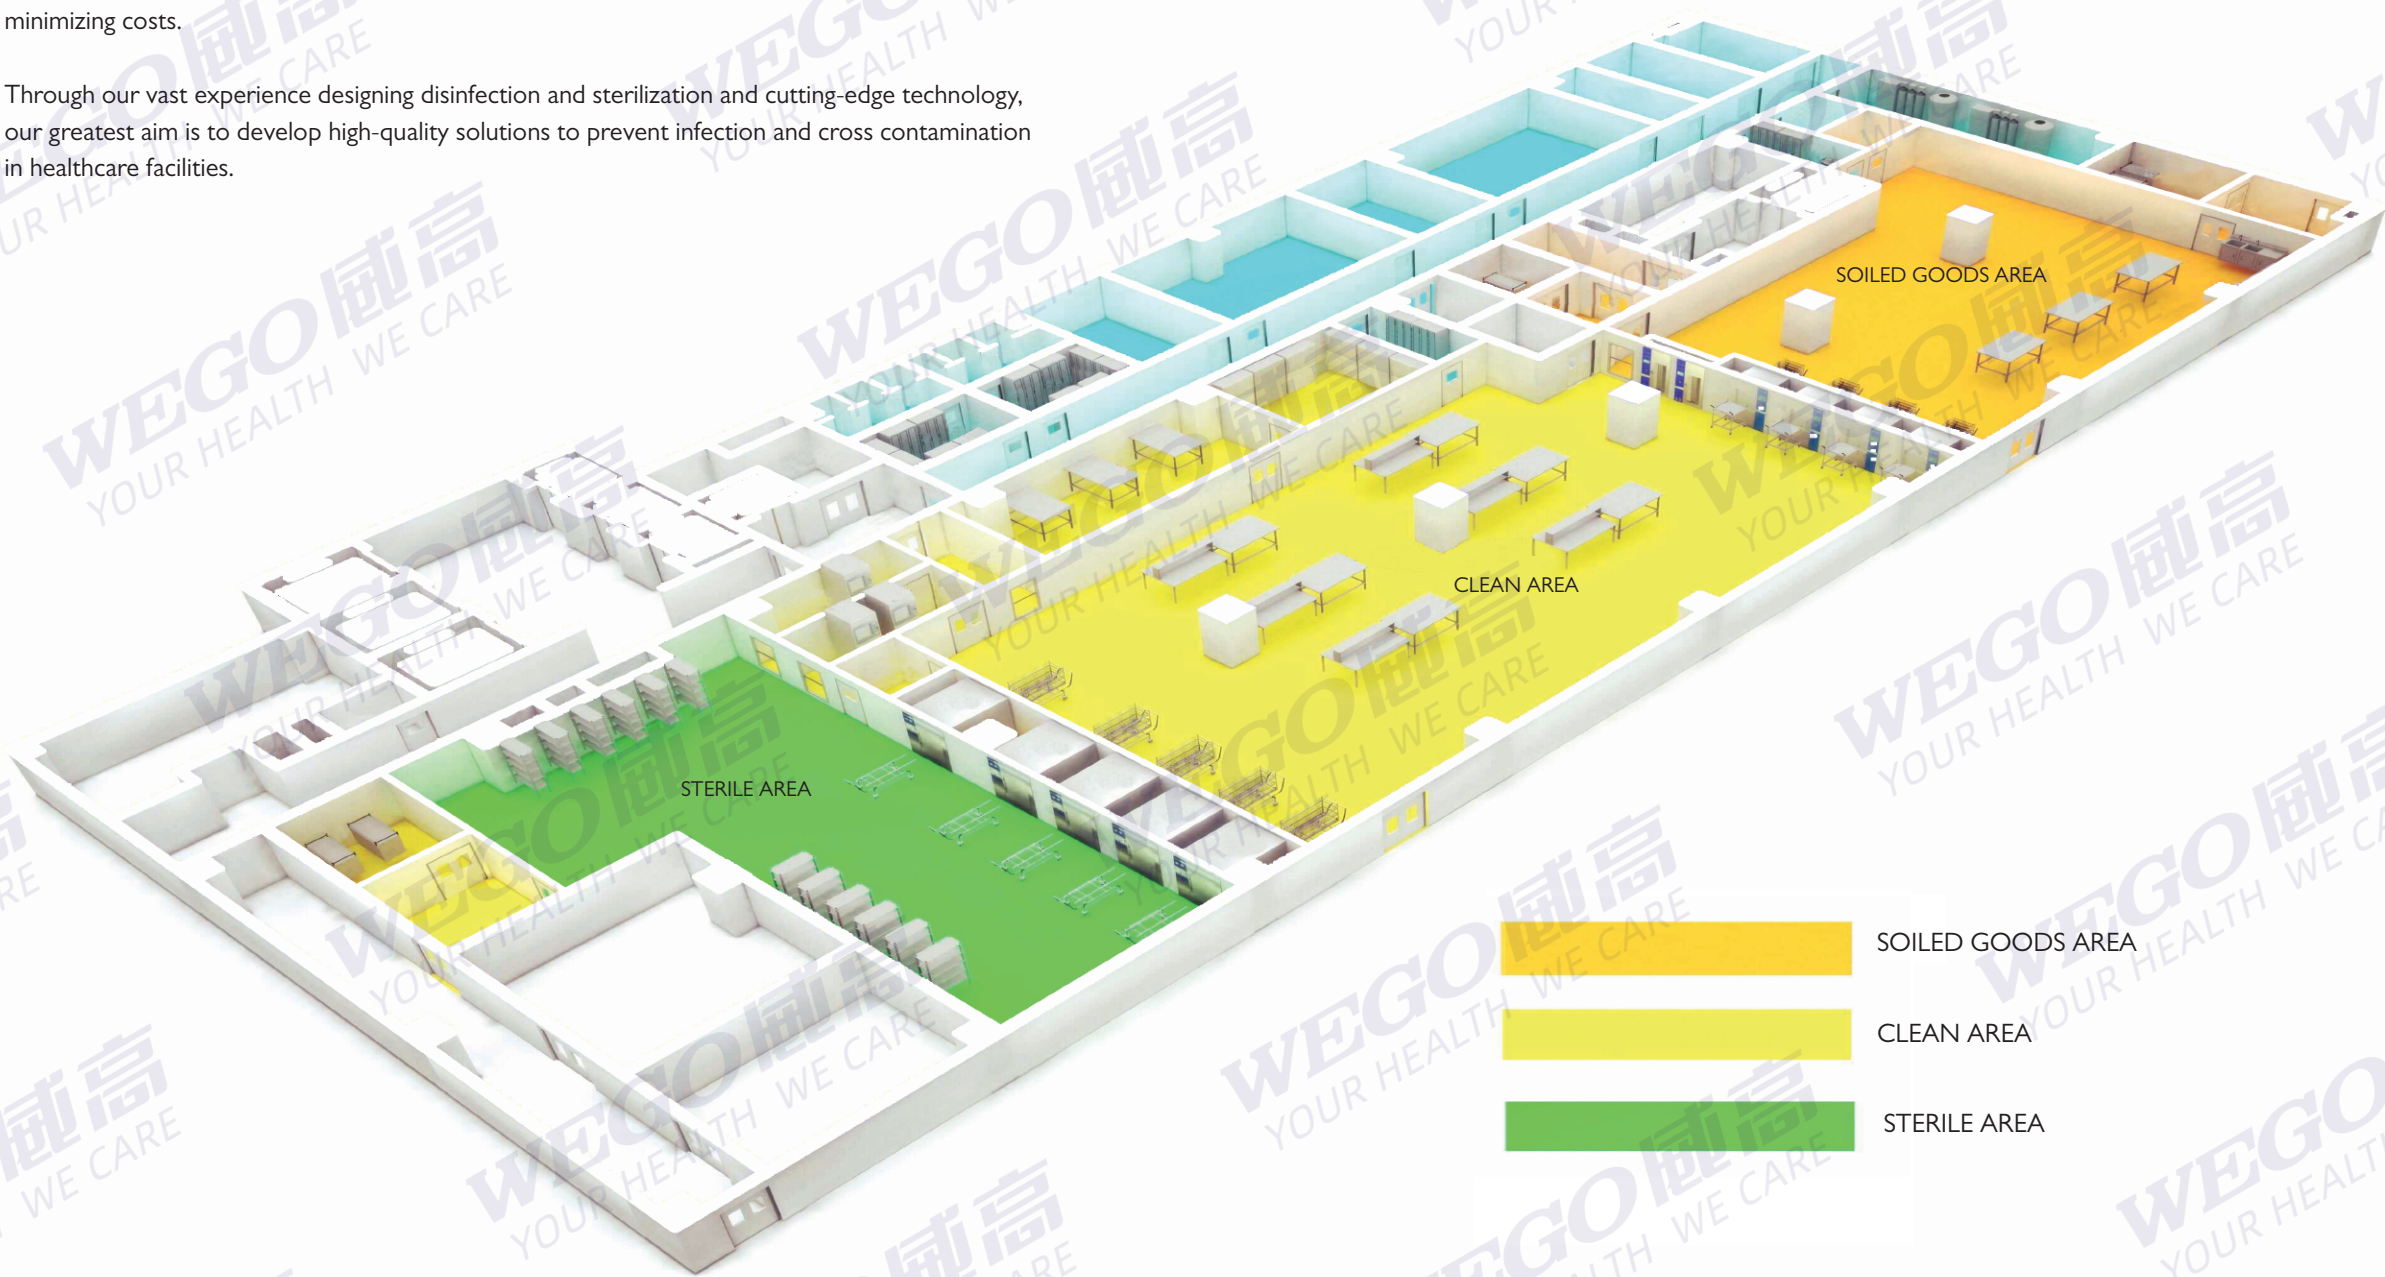 minimizing costs.
Through our vast experience designing disinfection and sterilization and cutting-edge technology,
our greatest aim is to develop high-quality solutions to prevent infection and cross contamination
in healthcare facilities.
SOILED GOODS AREA
CLEAN AREA
STERILE AREA
SOILED GOODS AREA
CLEAN AREA
STERILE AREA
WEGO威高
YOUR HEALTH WE CARE